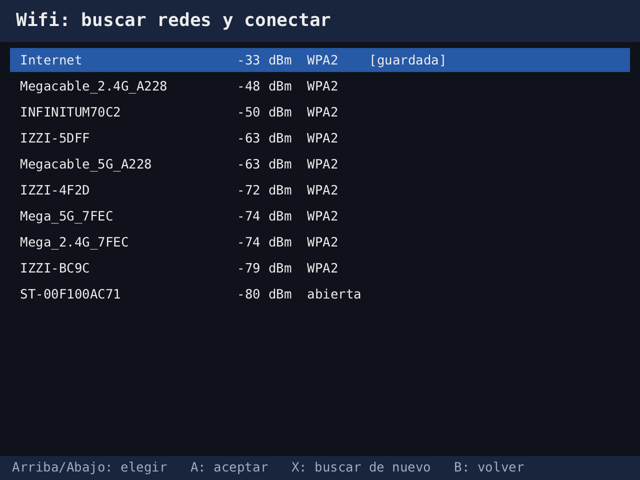 Wifi: buscar redes y conectar
Internet -33 dBm WPA2 [guardada]
Megacable_2.4G_A228 -48 dBm WPA2
INFINITUM70C2 -50 dBm WPA2
IZZI-5DFF -63 dBm WPA2
Megacable_5G_A228 -63 dBm WPA2
IZZI-4F2D -72 dBm WPA2
Mega_5G_7FEC -74 dBm WPA2
Mega_2.4G_7FEC -74 dBm WPA2
IZZI-BC9C -79 dBm WPA2
ST-00F100AC71 -80 dBm abierta
Arriba/Abajo: elegir A: aceptar X: buscar de nuevo B: volver